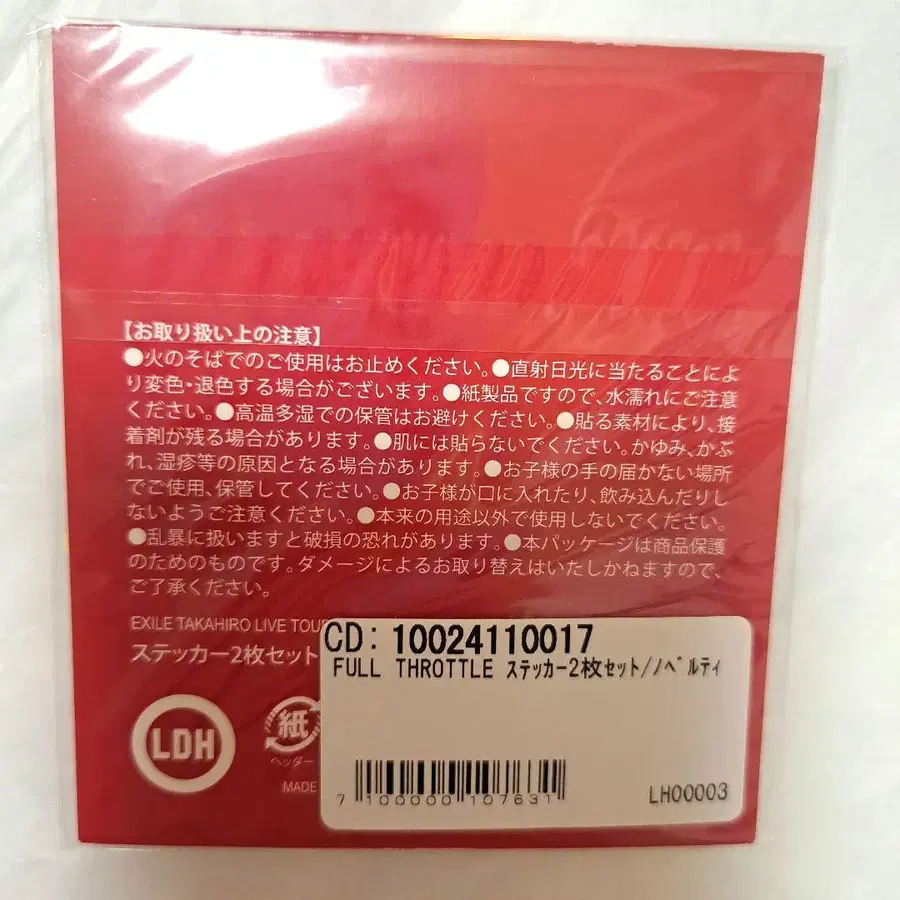 【お取り扱い上の注意】
●火のそばでのご使用はお止めください。●直射日光に当たることによ
り変色・退色する場合がございます。●紙製品ですので、水濡れにご注意
ください。●高温多湿での保管はお避けください。●貼る素材により、接
着剤が残る場合があります。●肌には貼らないでください。かゆみ、かぶ
れ、湿疹等の原因となる場合があります。●お子様の手の届かない場所
でご使用、保管してください。●お子様が口に入れたり、飲み込んだりし
ないようご注意ください。●本来の用途以外で使用しないでください。
●乱暴に扱いますと破損の恐れがあります。●本パッケージは商品保護
のためのものです。ダメージによるお取り替えはいたしかねますので、
ご了承ください。
EXILE TAKAHIRO LIVE TOUR
ステッカー2枚セット
CD: 10024110017
FULL THROTTLE ステッカー2枚セット/ノベルティ
LDH
紙
ヘッダー
MADE
7 100000 107631
LH00003